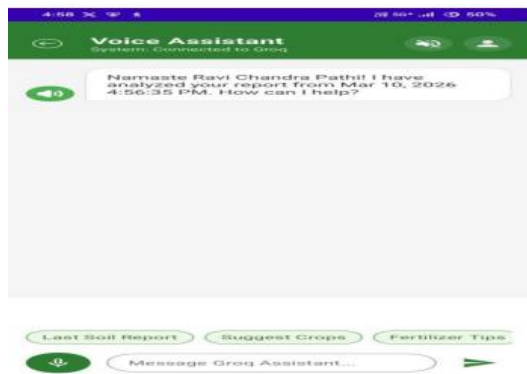 4:58 50%
Voice Assistant
System: Connected to Groq
Namaste Ravi Chandra Pathi! I have
analyzed your report from Mar 10, 2026
4:56:35 PM. How can I help?
Last Soil Report Suggest Crops Fertilizer Tips
Message Groq Assistant...